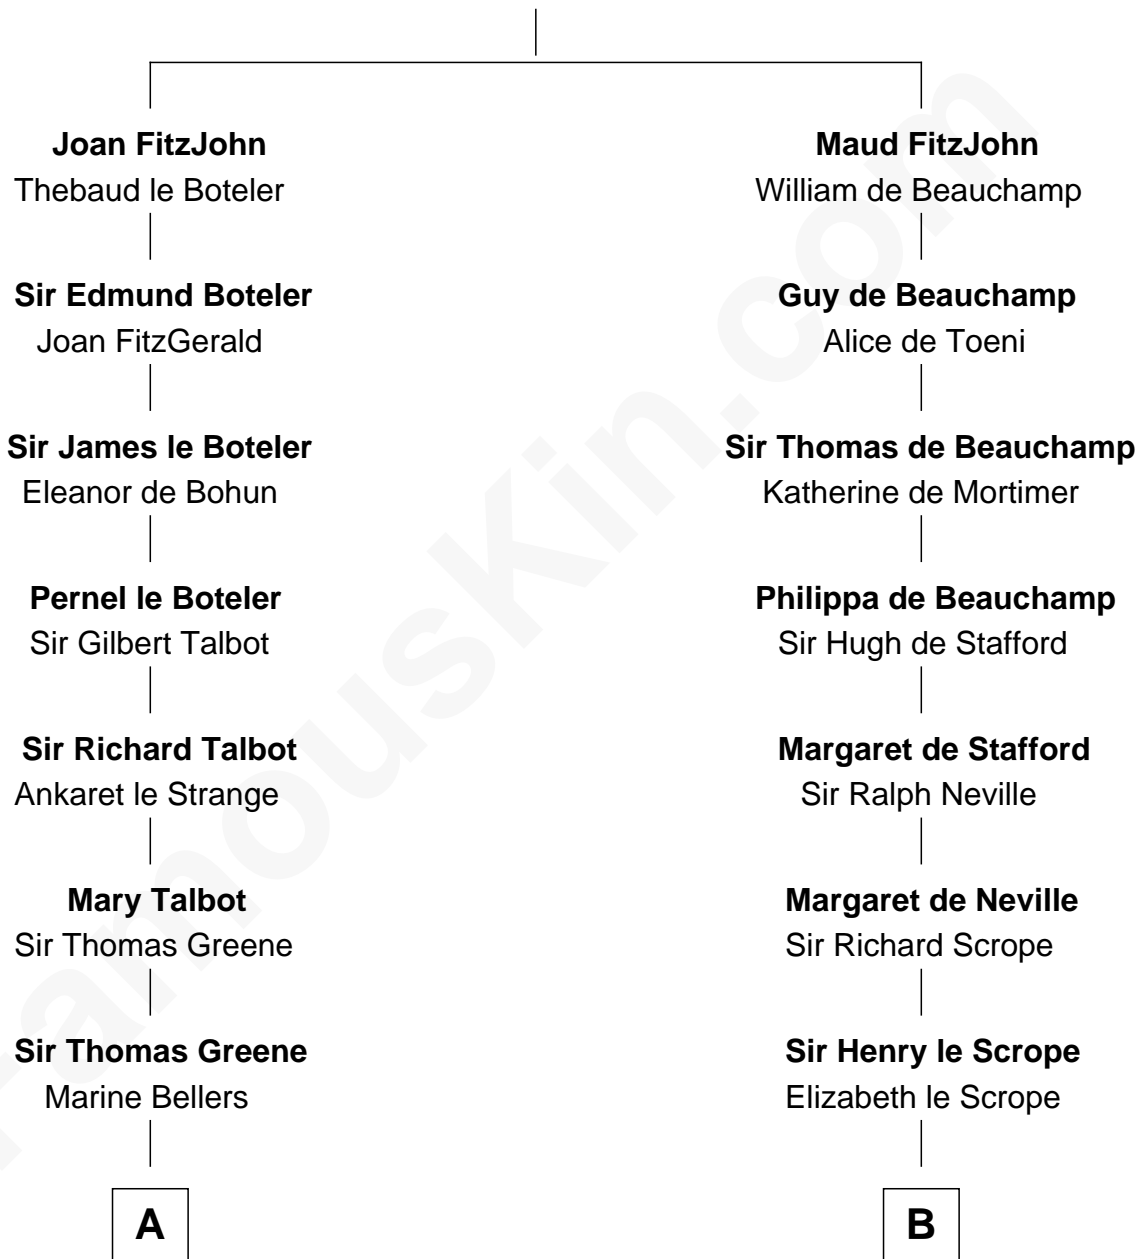 Joan FitzJohn
Thebaud le Boteler
Sir Edmund Boteler
Joan FitzGerald
Sir James le Boteler
Eleanor de Bohun
Pernel le Boteler
Sir Gilbert Talbot
Sir Richard Talbot
Ankaret le Strange
Mary Talbot
Sir Thomas Greene
Sir Thomas Greene
Marine Bellers
A
Maud FitzJohn
William de Beauchamp
Guy de Beauchamp
Alice de Toeni
Sir Thomas de Beauchamp
Katherine de Mortimer
Philippa de Beauchamp
Sir Hugh de Stafford
Margaret de Stafford
Sir Ralph Neville
Margaret de Neville
Sir Richard Scrope
Sir Henry le Scrope
Elizabeth le Scrope
B
FamousKin.com